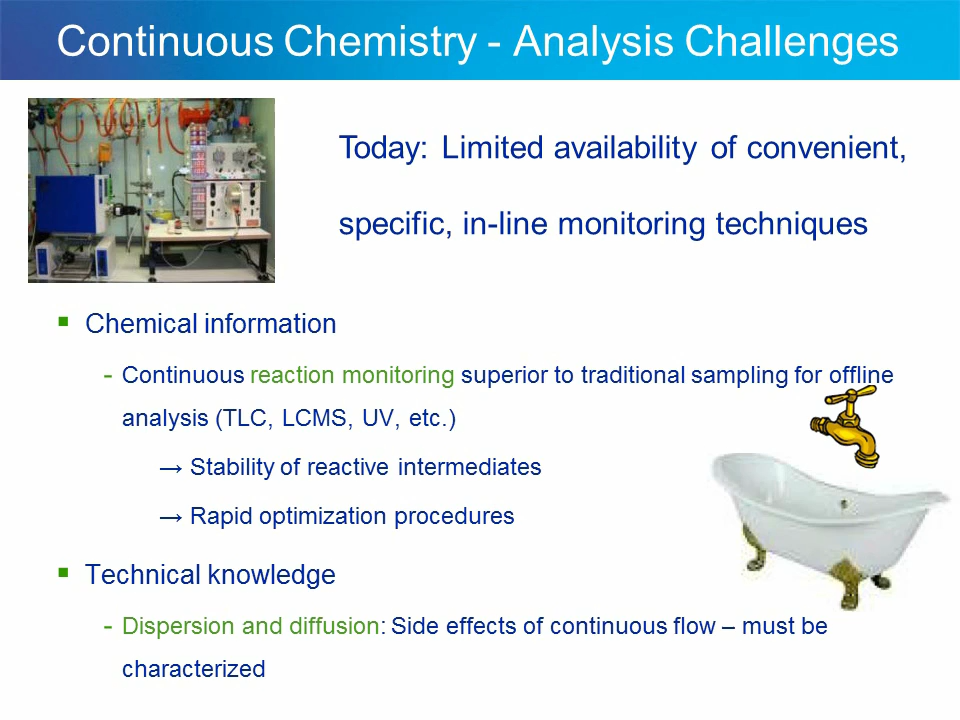 Continuous Chemistry - Analysis Challenges
Today: Limited availability of convenient,
specific, in-line monitoring techniques
▪ Chemical information
- Continuous reaction monitoring superior to traditional sampling for offline
analysis (TLC, LCMS, UV, etc.)
→ Stability of reactive intermediates
→ Rapid optimization procedures
▪ Technical knowledge
- Dispersion and diffusion: Side effects of continuous flow – must be
characterized